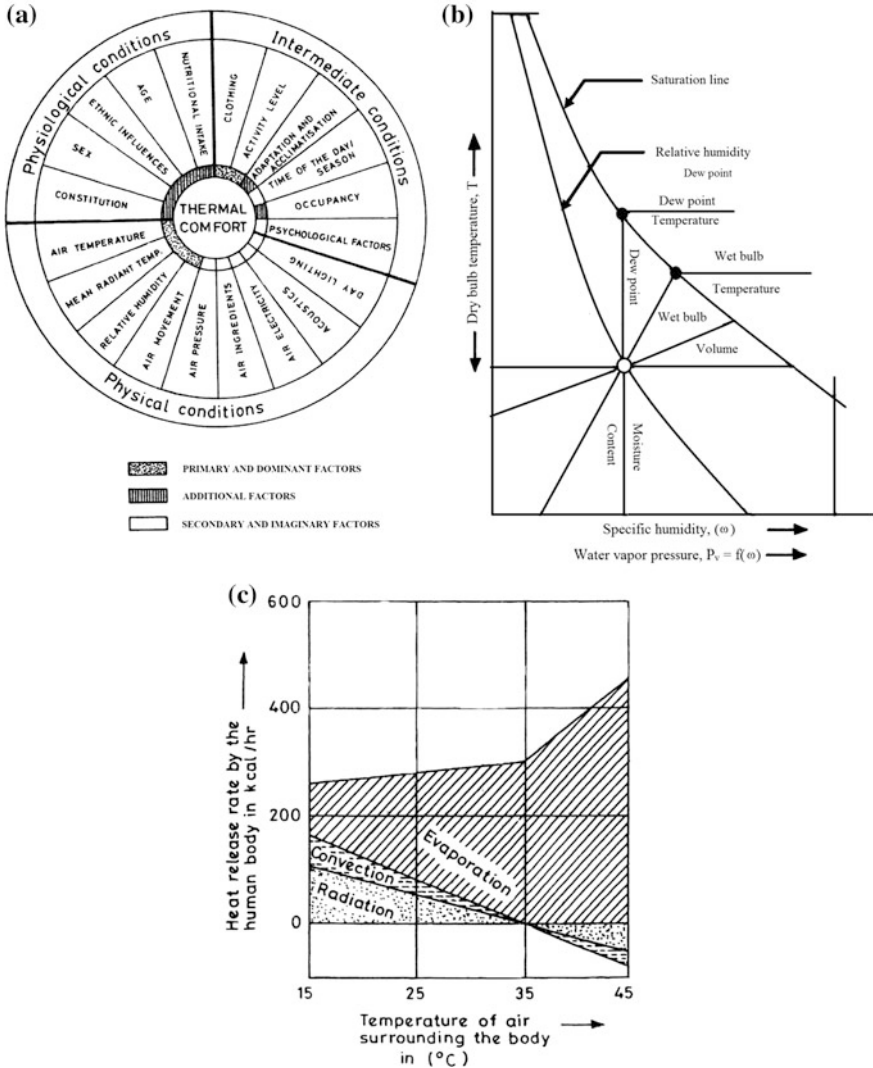 (a)
Physiological conditions
Intermediate conditions
Physical conditions
CONSTITUTION
SEX
ETHNIC INFLUENCES
AGE
NUTRITIONAL INTAKE
CLOTHING
ACTIVITY LEVEL
ADAPTATION AND
ACCLIMATISATION
TIME OF THE DAY/
SEASON
OCCUPANCY
PSYCHOLOGICAL FACTORS
DAY LIGHTING
ACOUSTICS
AIR ELECTRICITY
AIR INGREDIENTS
AIR PRESSURE
AIR MOVEMENT
RELATIVE HUMIDITY
MEAN RADIANT TEMP.
AIR TEMPERATURE
THERMAL
COMFORT
PRIMARY AND DOMINANT FACTORS
ADDITIONAL FACTORS
SECONDARY AND IMAGINARY FACTORS
(b)
Dry bulb temperature, T
Saturation line
Relative humidity
Dew point
Dew point
Temperature
Wet bulb
Temperature
Dew point
Wet bulb
Volume
Content
Moisture
Specific humidity, (ω)
Water vapor pressure, Pᵥ = f(ω)
(c)
Heat release rate by the
human body in kcal/hr
600
400
200
0
Evaporation
Convection
Radiation
15
25
35
45
Temperature of air
surrounding the body
in (°C)